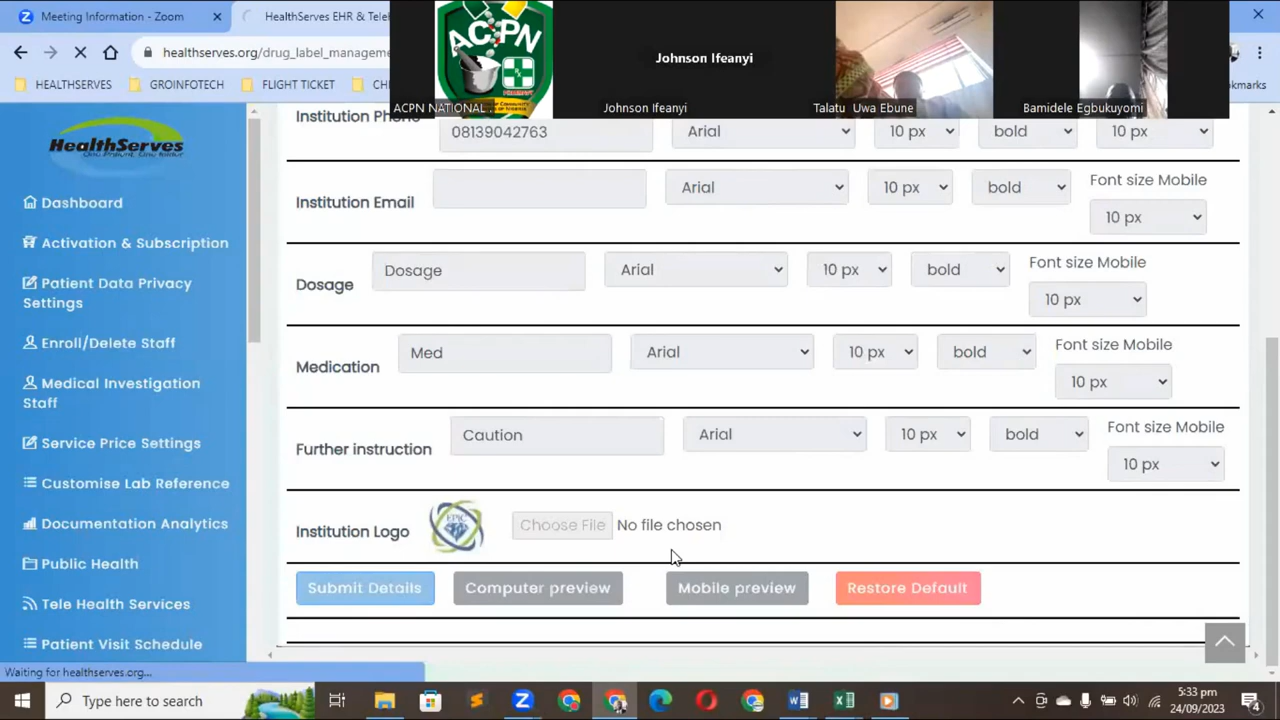 Meeting Information - Zoom
HealthServes EHR & Tele
healthserves.org/drug_label_manageme
HEALTHSERVES
GROINFOTECH
FLIGHT TICKET
ACPN
ACPN NATIONAL
Johnson Ifeanyi
Johnson Ifeanyi
Talatu Uwa Ebune
Bamidele Egbukuyomi
HealthServes
Dashboard
Activation & Subscription
Patient Data Privacy
Settings
Enroll/Delete Staff
Medical Investigation
Staff
Service Price Settings
Customise Lab Reference
Documentation Analytics
Public Health
Tele Health Services
Patient Visit Schedule
08139042763 Arial 10 px bold 10 px
Institution Email Arial 10 px bold Font size Mobile
10 px
Dosage Dosage Arial 10 px bold Font size Mobile
10 px
Medication Med Arial 10 px bold Font size Mobile
10 px
Further instruction Caution Arial 10 px bold Font size Mobile
10 px
Institution Logo EPIC Choose File No file chosen
Submit Details Computer preview Mobile preview Restore Default
Waiting for healthserves.org...
Type here to search
5:33 pm
24/09/2023
4